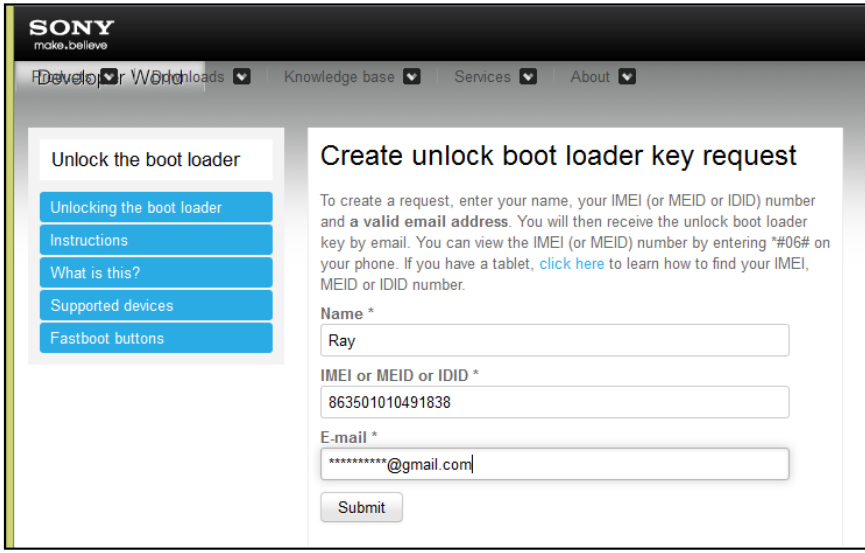 SONY
make.believe
Developer World
Products Downloads Knowledge base Services About
Unlock the boot loader
Unlocking the boot loader
Instructions
What is this?
Supported devices
Fastboot buttons
Create unlock boot loader key request
To create a request, enter your name, your IMEI (or MEID or IDID) number
and a valid email address. You will then receive the unlock boot loader
key by email. You can view the IMEI (or MEID) number by entering *#06# on
your phone. If you have a tablet, click here to learn how to find your IMEI,
MEID or IDID number.
Name *
Ray
IMEI or MEID or IDID *
863501010491838
E-mail *
**********@gmail.com
Submit